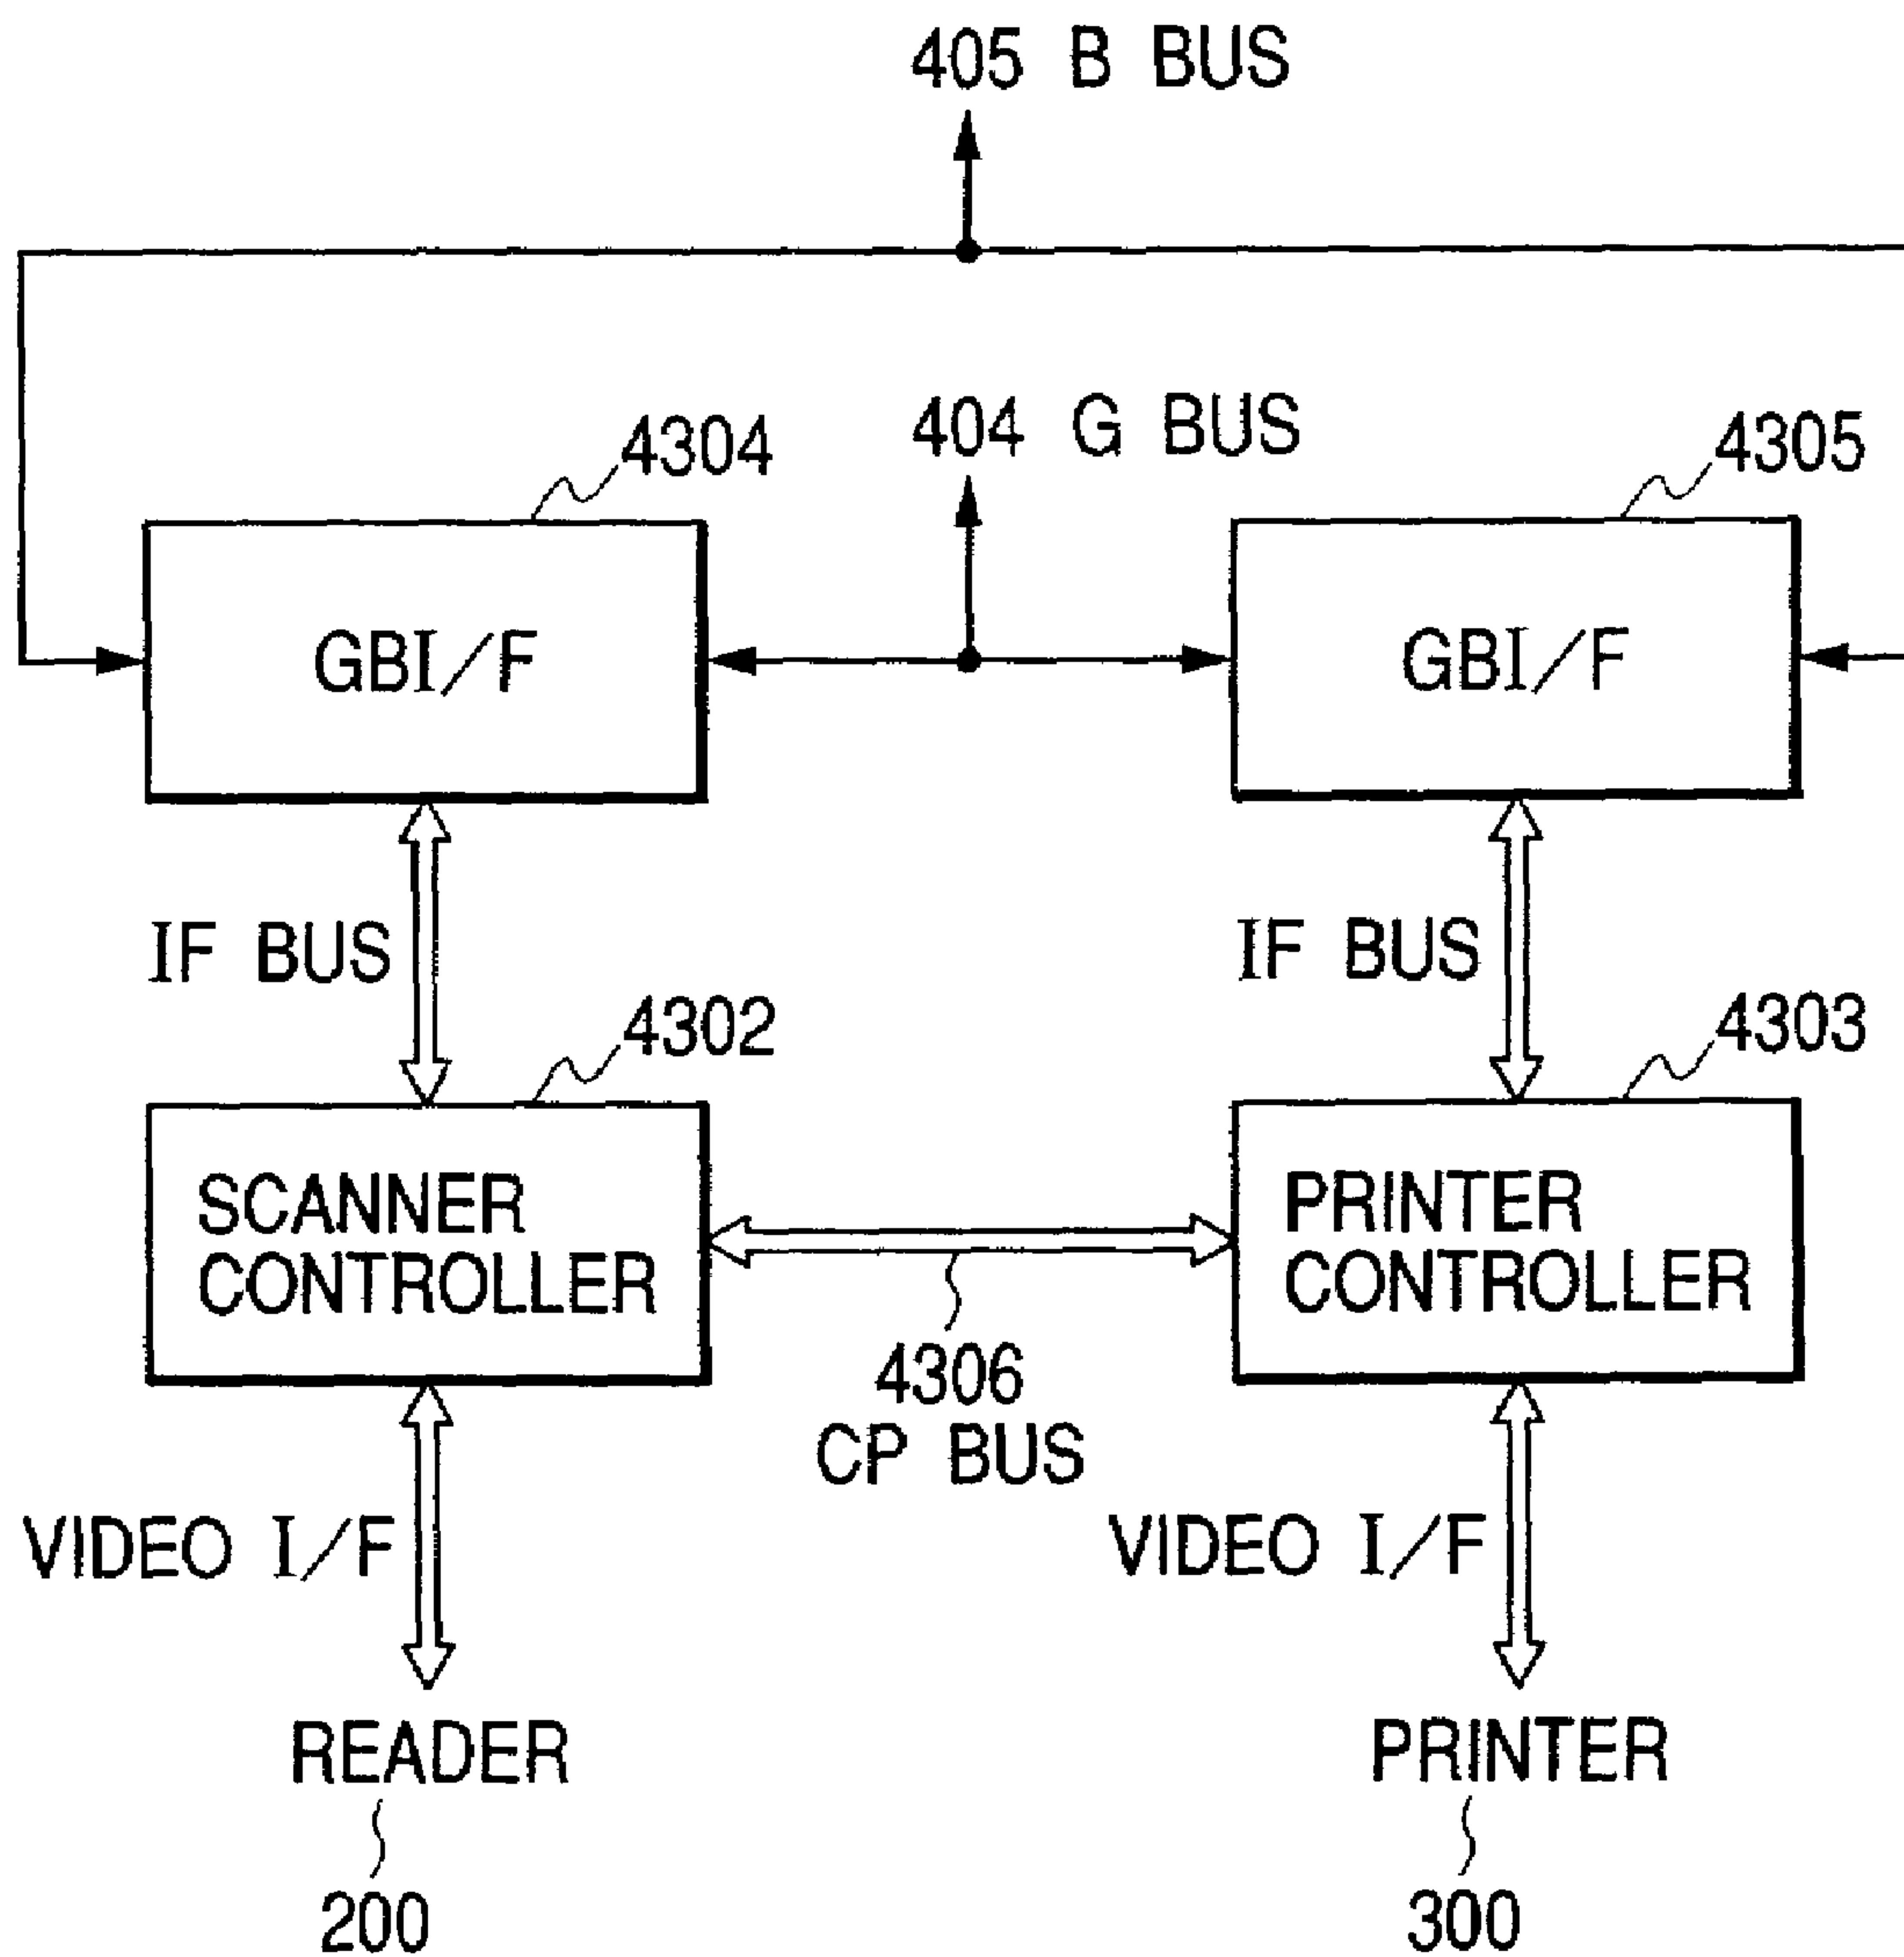 405 B BUS
4304
404 G BUS
4305
GBI/F
GBI/F
IF BUS
IF BUS
4302
4303
SCANNER
CONTROLLER
PRINTER
CONTROLLER
4306
CP BUS
VIDEO I/F
VIDEO I/F
READER
PRINTER
200
300